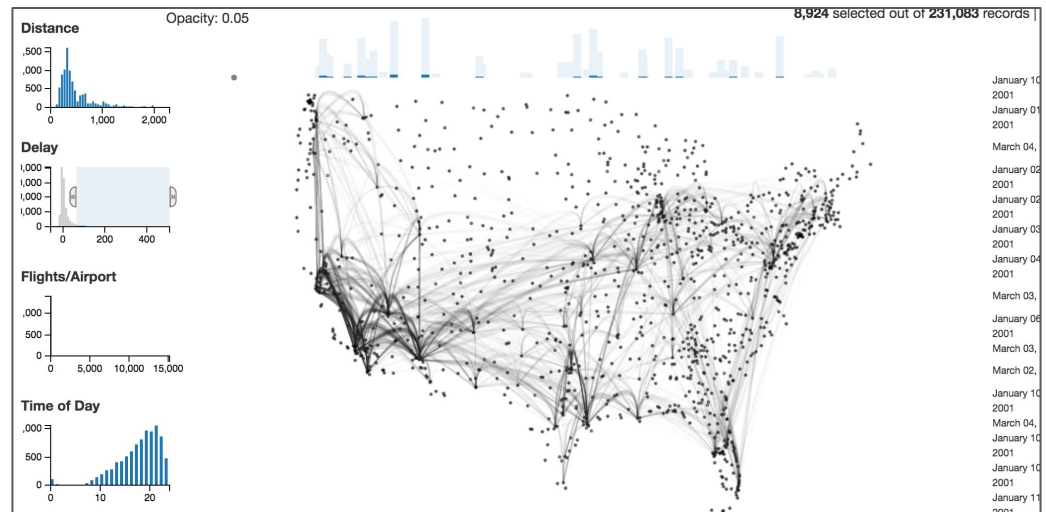 Opacity: 0.05
8,924 selected out of 231,083 records |
Distance
,500
,000
500
0
0 1,000 2,000
Delay
0,000
0,000
0,000
0
0 200 400
Flights/Airport
,000
500
0
0 5,000 10,000 15,000
Time of Day
,000
500
0
0 10 20
January 10
2001
January 01
2001
March 04,
January 02
2001
January 02
2001
January 03
2001
January 04
2001
March 03,
January 06
2001
March 03,
March 02,
January 10
2001
March 04,
January 10
2001
January 10
2001
January 11
2001